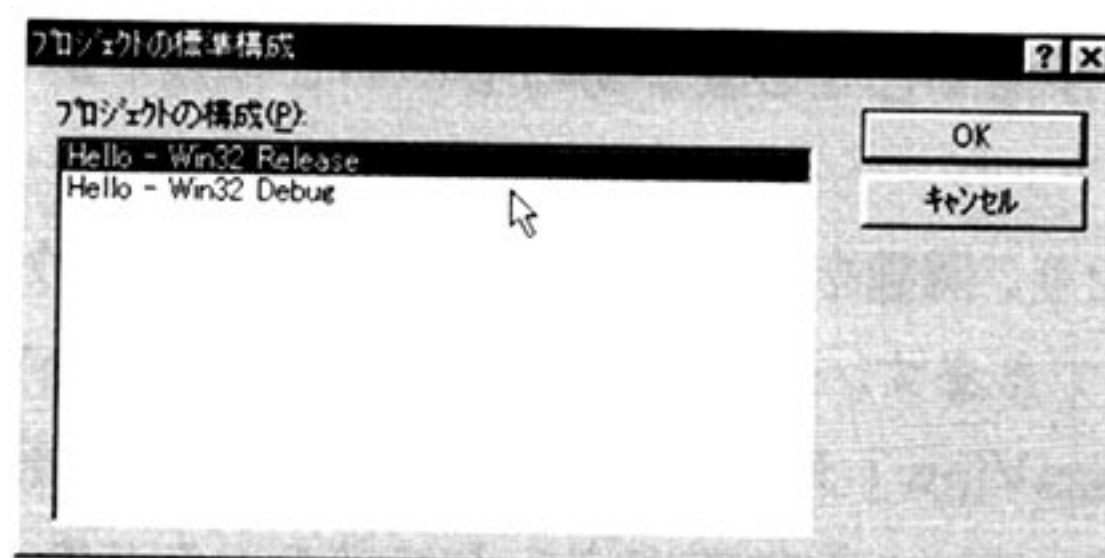 プロジェクトの標準構成
プロジェクトの構成(P):
Hello - Win32 Release
Hello - Win32 Debug
OK
キャンセル